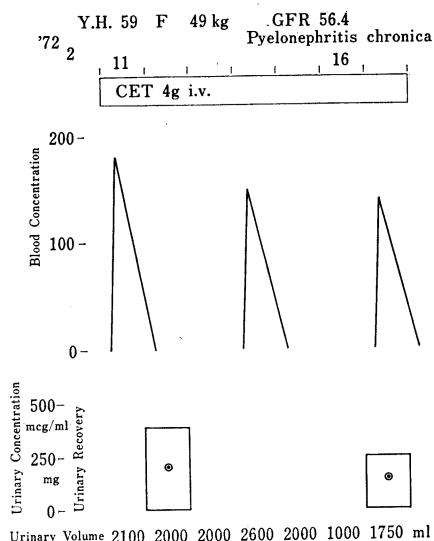 Y.H. 59 F 49 kg GFR 56.4
Pyelonephritis chronica
'72 2
11 16
CET 4g i.v.
Blood Concentration
200
100
0
Urinary Concentration
mcg/ml
mg
Urinary Recovery
500
250
0
Urinary Volume 2100 2000 2000 2600 2000 1000 1750 ml